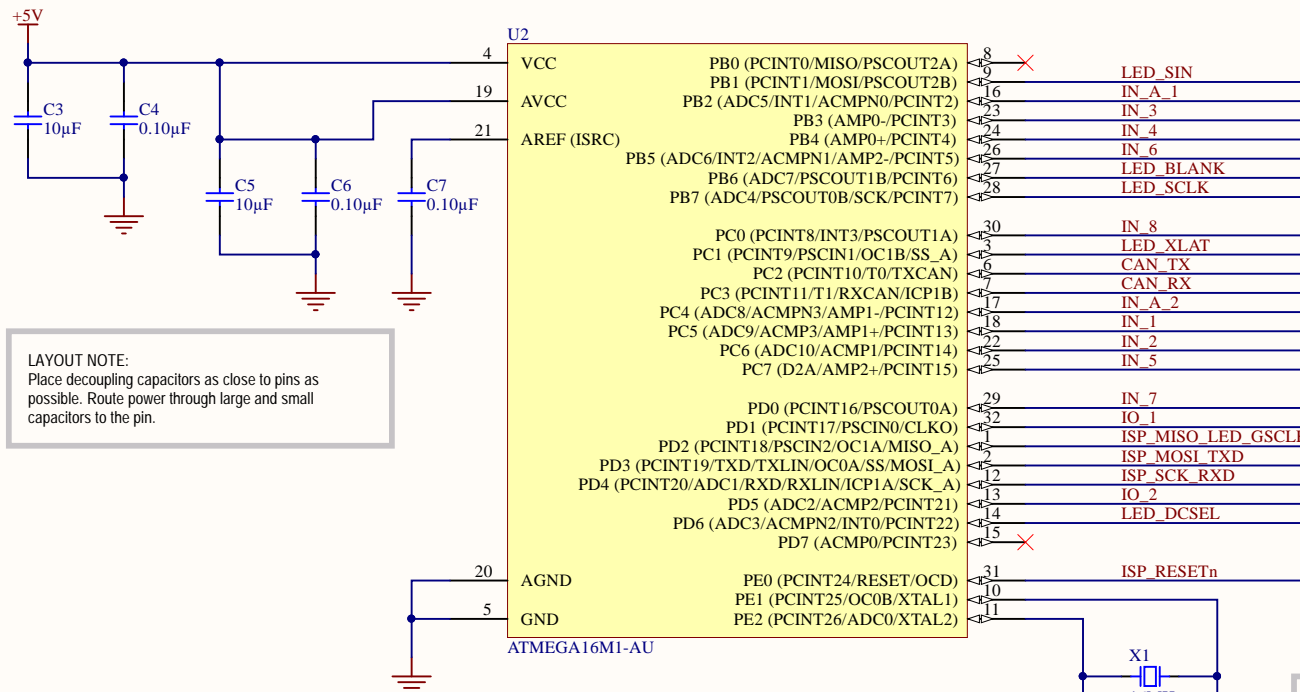 +5V
U2
4 VCC
19 AVCC
21 AREF (ISRC)
20 AGND
5 GND
C3
10µF
C4
0.10µF
C5
10µF
C6
0.10µF
C7
0.10µF
LAYOUT NOTE:
Place decoupling capacitors as close to pins as
possible. Route power through large and small
capacitors to the pin.
PB0 (PCINT0/MISO/PSCOUT2A) 8
PB1 (PCINT1/MOSI/PSCOUT2B) 9 LED_SIN
PB2 (ADC5/INT1/ACMPN0/PCINT2) 16 IN_A_1
PB3 (AMP0-/PCINT3) 23 IN_3
PB4 (AMP0+/PCINT4) 24 IN_4
PB5 (ADC6/INT2/ACMPN1/AMP2-/PCINT5) 26 IN_6
PB6 (ADC7/PSCOUT1B/PCINT6) 27 LED_BLANK
PB7 (ADC4/PSCOUT0B/SCK/PCINT7) 28 LED_SCLK
PC0 (PCINT8/INT3/PSCOUT1A) 30 IN_8
PC1 (PCINT9/PSCIN1/OC1B/SS_A) 3 LED_XLAT
PC2 (PCINT10/T0/TXCAN) 6 CAN_TX
PC3 (PCINT11/T1/RXCAN/ICP1B) 7 CAN_RX
PC4 (ADC8/ACMPN3/AMP1-/PCINT12) 17 IN_A_2
PC5 (ADC9/ACMP3/AMP1+/PCINT13) 18 IN_1
PC6 (ADC10/ACMP1/PCINT14) 22 IN_2
PC7 (D2A/AMP2+/PCINT15) 25 IN_5
PD0 (PCINT16/PSCOUT0A) 29 IN_7
PD1 (PCINT17/PSCIN0/CLKO) 32 IO_1
PD2 (PCINT18/PSCIN2/OC1A/MISO_A) 1 ISP_MISO_LED_GSCLK
PD3 (PCINT19/TXD/TXLIN/OC0A/SS/MOSI_A) 2 ISP_MOSI_TXD
PD4 (PCINT20/ADC1/RXD/RXLIN/ICP1A/SCK_A) 12 ISP_SCK_RXD
PD5 (ADC2/ACMP2/PCINT21) 13 IO_2
PD6 (ADC3/ACMPN2/INT0/PCINT22) 14 LED_DCSEL
PD7 (ACMP0/PCINT23) 15
PE0 (PCINT24/RESET/OCD) 31 ISP_RESETn
PE1 (PCINT25/OC0B/XTAL1) 10
PE2 (PCINT26/ADC0/XTAL2) 11
ATMEGA16M1-AU
X1